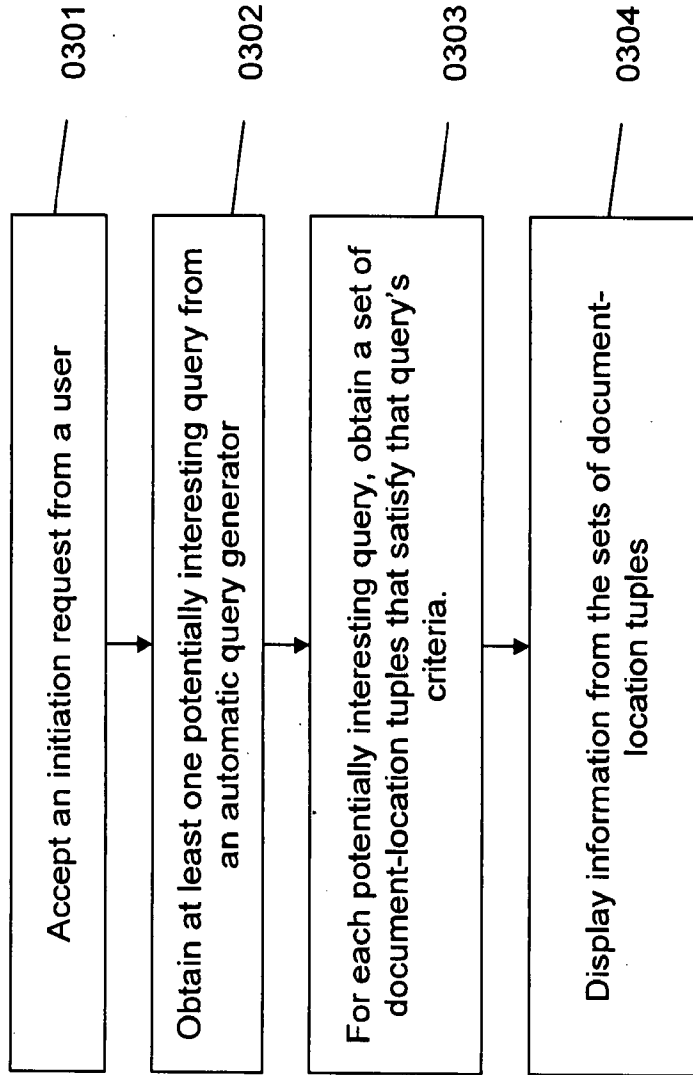 Accept an initiation request from a user
0301
Obtain at least one potentially interesting query from
an automatic query generator
0302
For each potentially interesting query, obtain a set of
document-location tuples that satisfy that query's
criteria.
0303
Display information from the sets of document-
location tuples
0304